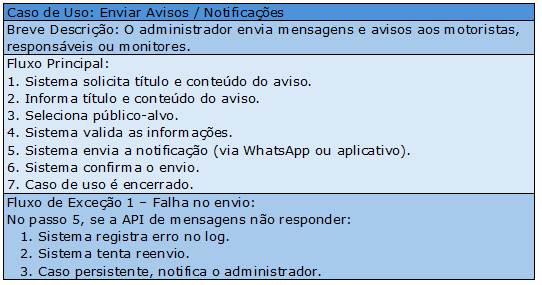 Caso de Uso: Enviar Avisos / Notificações
Breve Descrição: O administrador envia mensagens e avisos aos motoristas,
responsáveis ou monitores.
Fluxo Principal:
1. Sistema solicita título e conteúdo do aviso.
2. Informa título e conteúdo do aviso.
3. Seleciona público-alvo.
4. Sistema valida as informações.
5. Sistema envia a notificação (via WhatsApp ou aplicativo).
6. Sistema confirma o envio.
7. Caso de uso é encerrado.
Fluxo de Exceção 1 – Falha no envio:
No passo 5, se a API de mensagens não responder:
1. Sistema registra erro no log.
2. Sistema tenta reenvio.
3. Caso persistente, notifica o administrador.